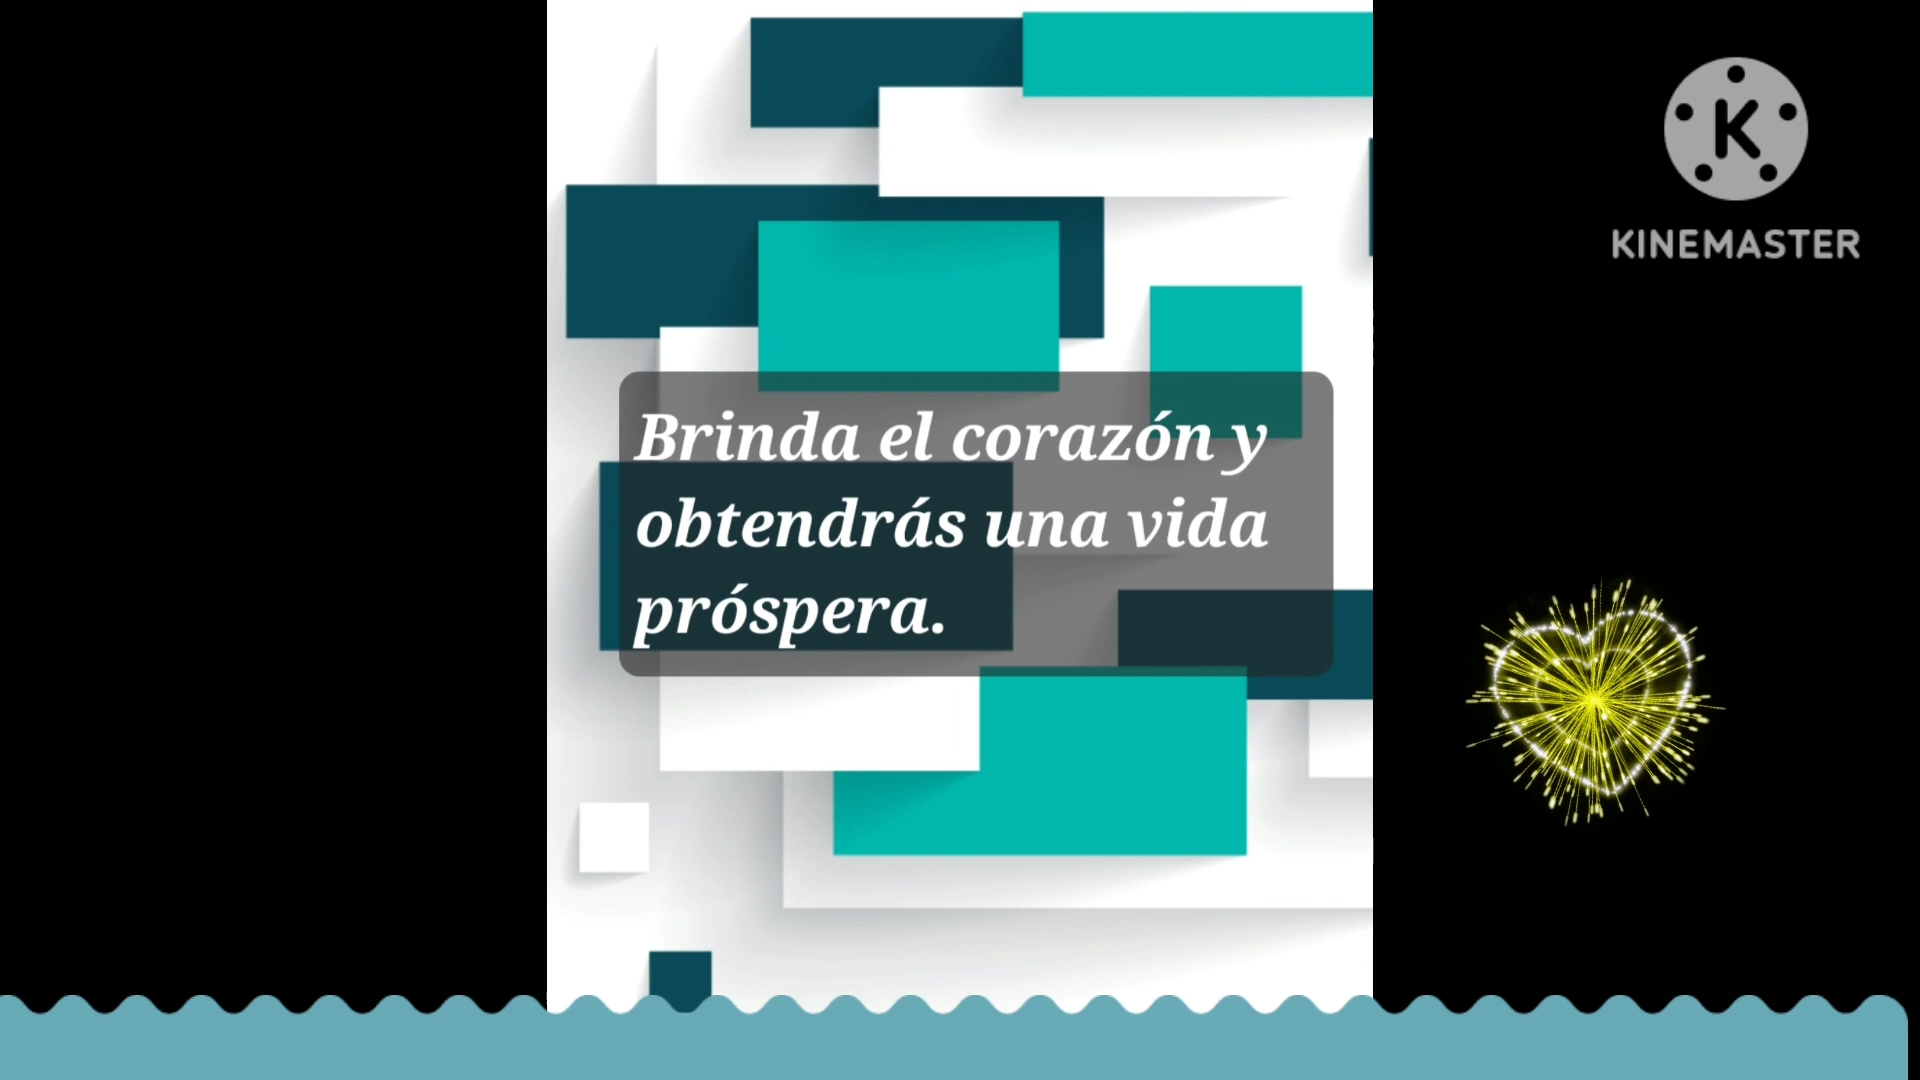 K
KINEMASTER
Brinda el corazón y
obtendrás una vida
próspera.